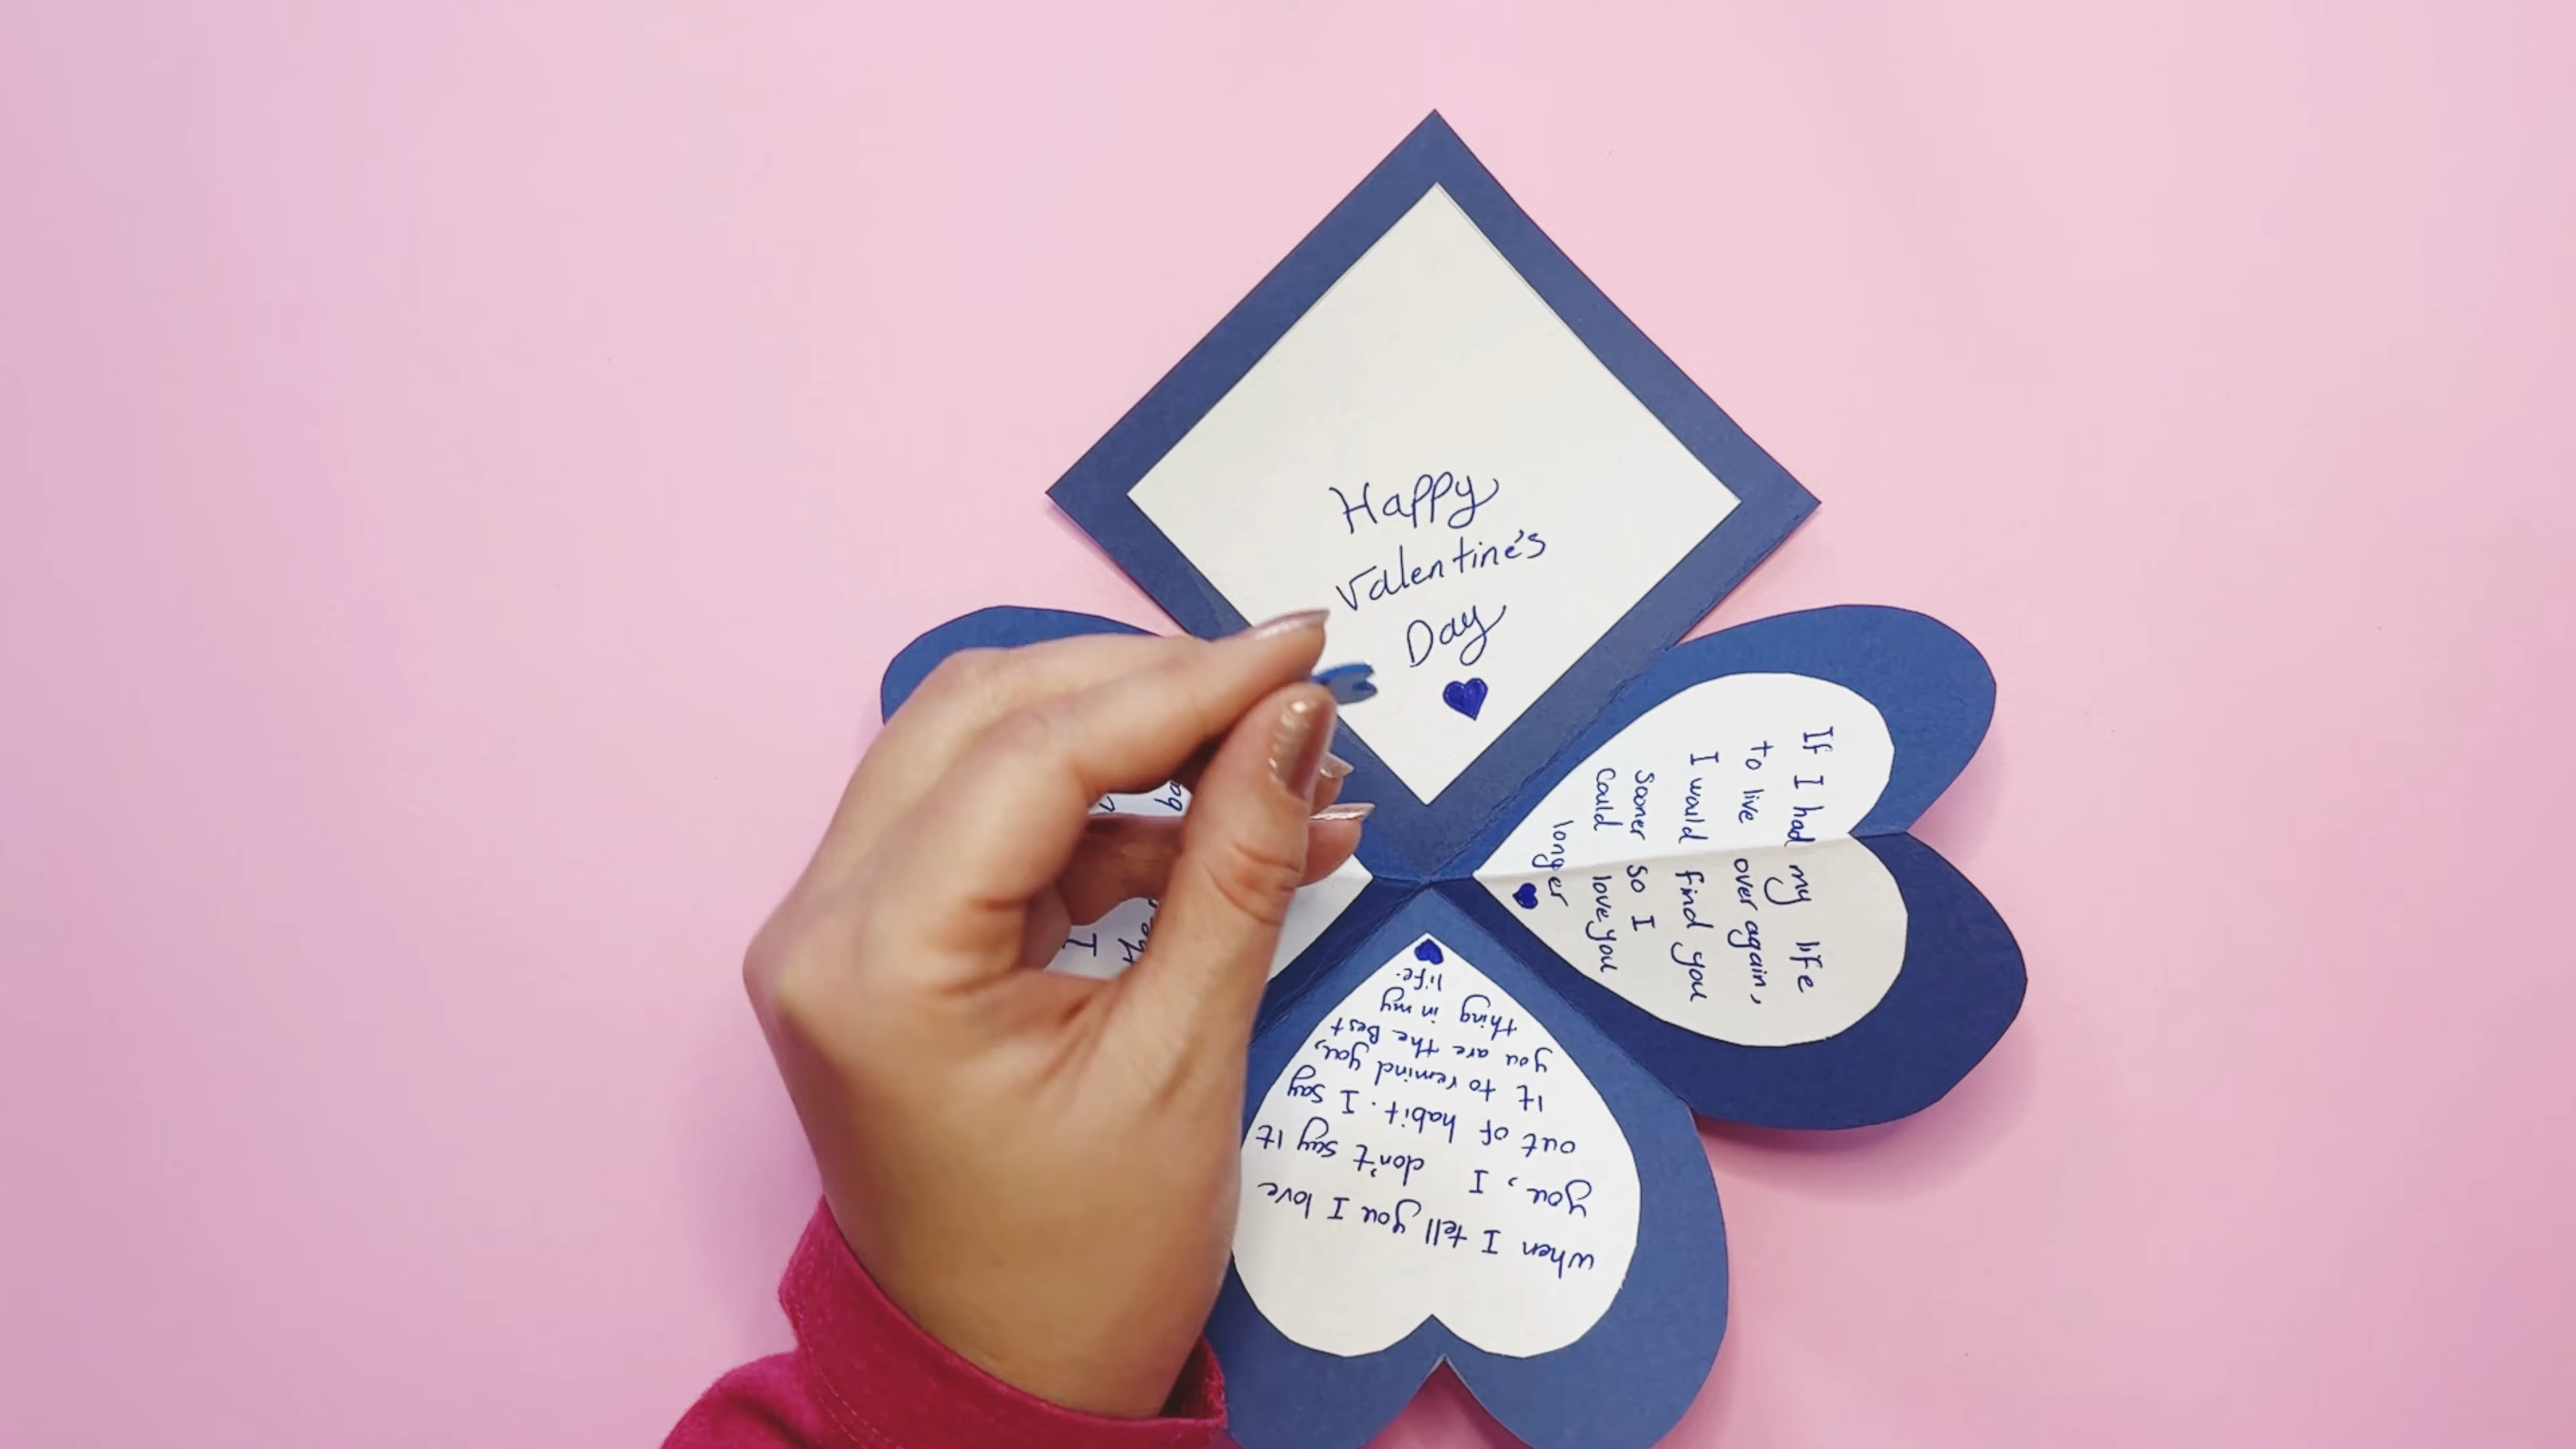 Happy
Valentine's
Day
If I had my life
to live over again,
I would find you
sooner so I
could love you
longer
when I tell you I love
you, I don't say it
out of habit. I say
it to remind you,
you are the Best
thing in my
life.